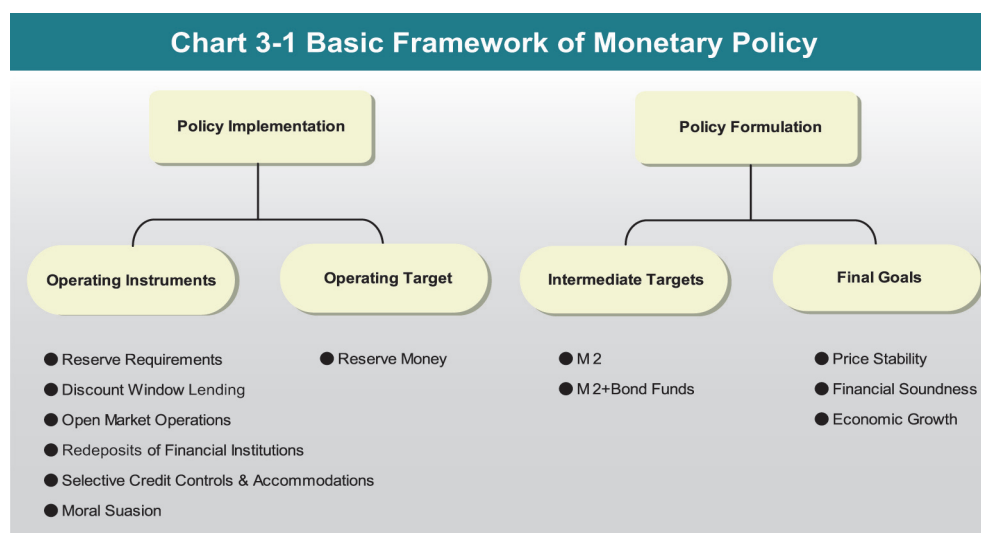 Chart 3-1 Basic Framework of Monetary Policy
Policy Implementation
Policy Formulation
Operating Instruments
Operating Target
Intermediate Targets
Final Goals
● Reserve Requirements
● Discount Window Lending
● Open Market Operations
● Redeposits of Financial Institutions
● Selective Credit Controls & Accommodations
● Moral Suasion
● Reserve Money
● M2
● M2+Bond Funds
● Price Stability
● Financial Soundness
● Economic Growth